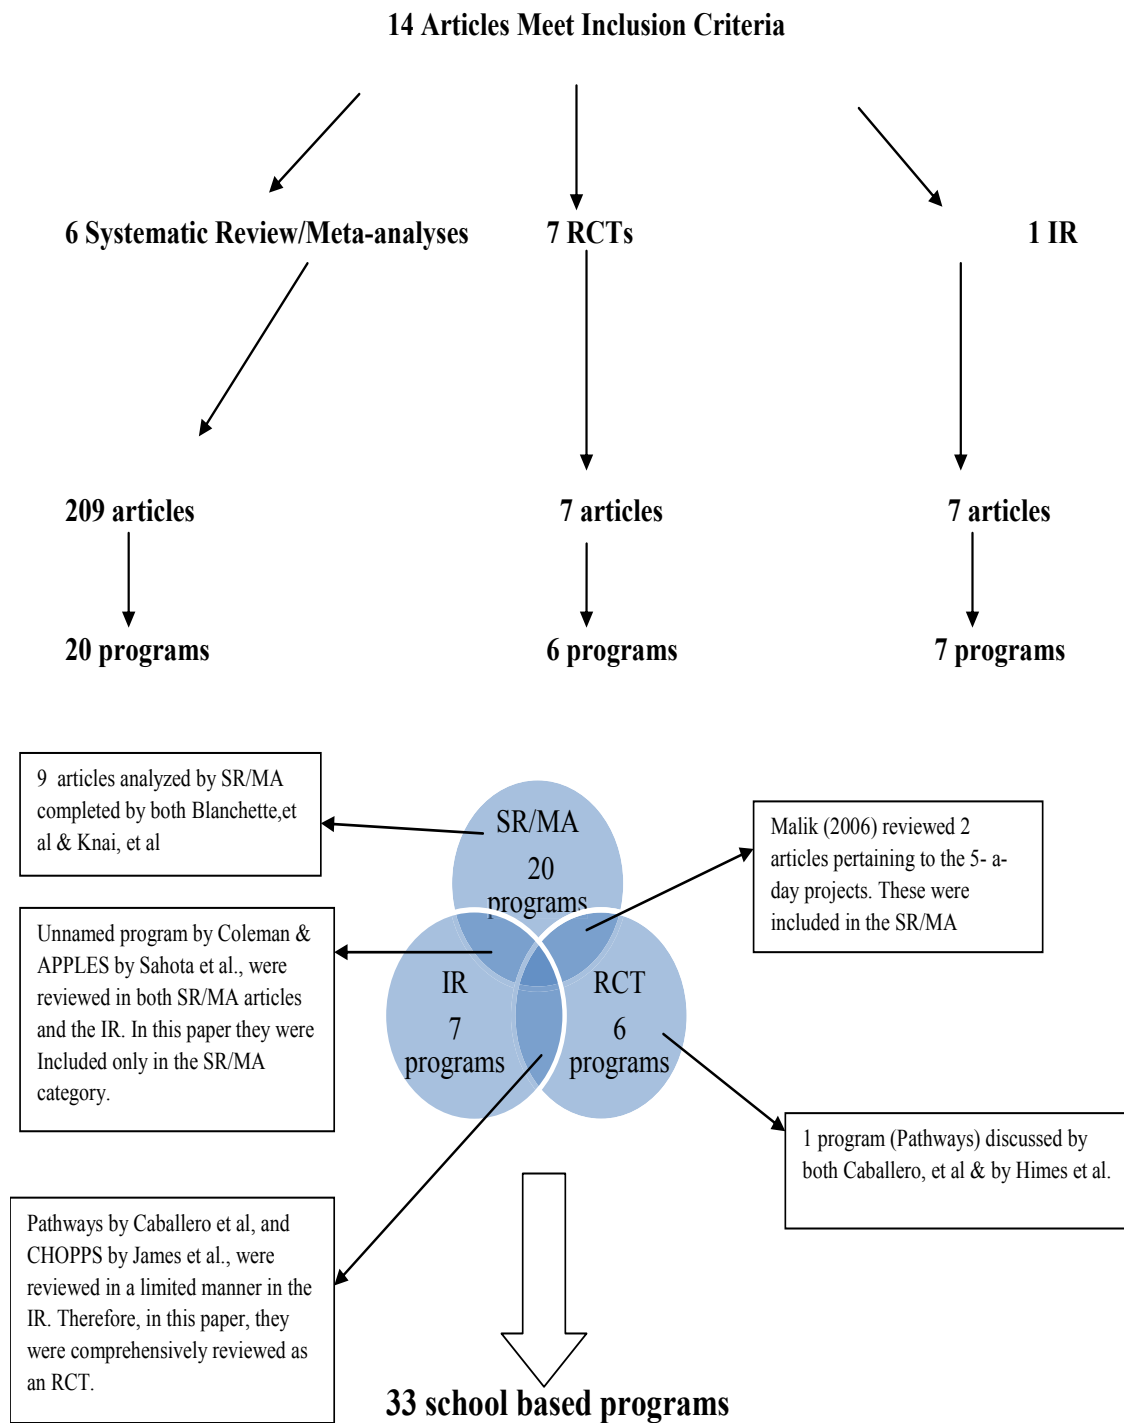 14 Articles Meet Inclusion Criteria
6 Systematic Review/Meta-analyses
7 RCTs
1 IR
209 articles
7 articles
7 articles
20 programs
6 programs
7 programs
9 articles analyzed by SR/MA
completed by both Blanchette,et
al & Knai, et al
SR/MA
20
programs
Malik (2006) reviewed 2
articles pertaining to the 5- a-
day projects. These were
included in the SR/MA
Unnamed program by Coleman &
APPLES by Sahota et al., were
reviewed in both SR/MA articles
and the IR. In this paper they were
Included only in the SR/MA
category.
IR
7
programs
RCT
6
programs
1 program (Pathways) discussed by
both Caballero, et al & by Himes et al.
Pathways by Caballero et al, and
CHOPPS by James et al., were
reviewed in a limited manner in the
IR. Therefore, in this paper, they
were comprehensively reviewed as
an RCT.
33 school based programs